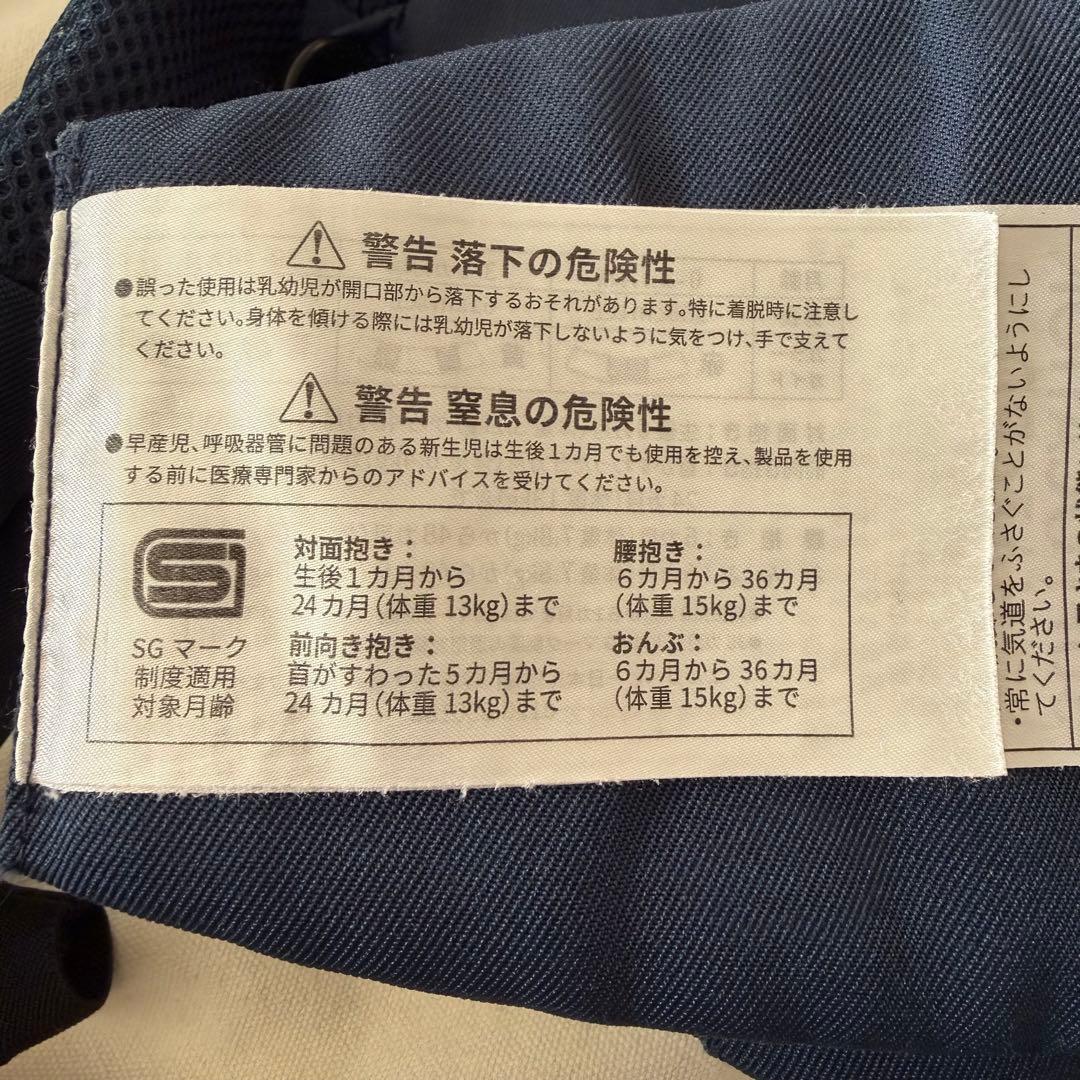 警告 落下の危険性
●誤った使用は乳幼児が開口部から落下するおそれがあります。特に着脱時に注意し
てください。身体を傾ける際には乳幼児が落下しないように気をつけ、手で支えて
ください。
警告 窒息の危険性
●早産児、呼吸器管に問題のある新生児は生後1カ月でも使用を控え、製品を使用
する前に医療専門家からのアドバイスを受けてください。
SG マーク
制度適用
対象月齢
対面抱き：
生後1カ月から
24カ月（体重 13kg）まで
前向き抱き：
首がすわった5カ月から
24カ月（体重 13kg）まで
腰抱き：
6カ月から 36カ月
（体重 15kg）まで
おんぶ：
6カ月から 36カ月
（体重 15kg）まで
・常に気道をふさぐことがないようにし
てください。